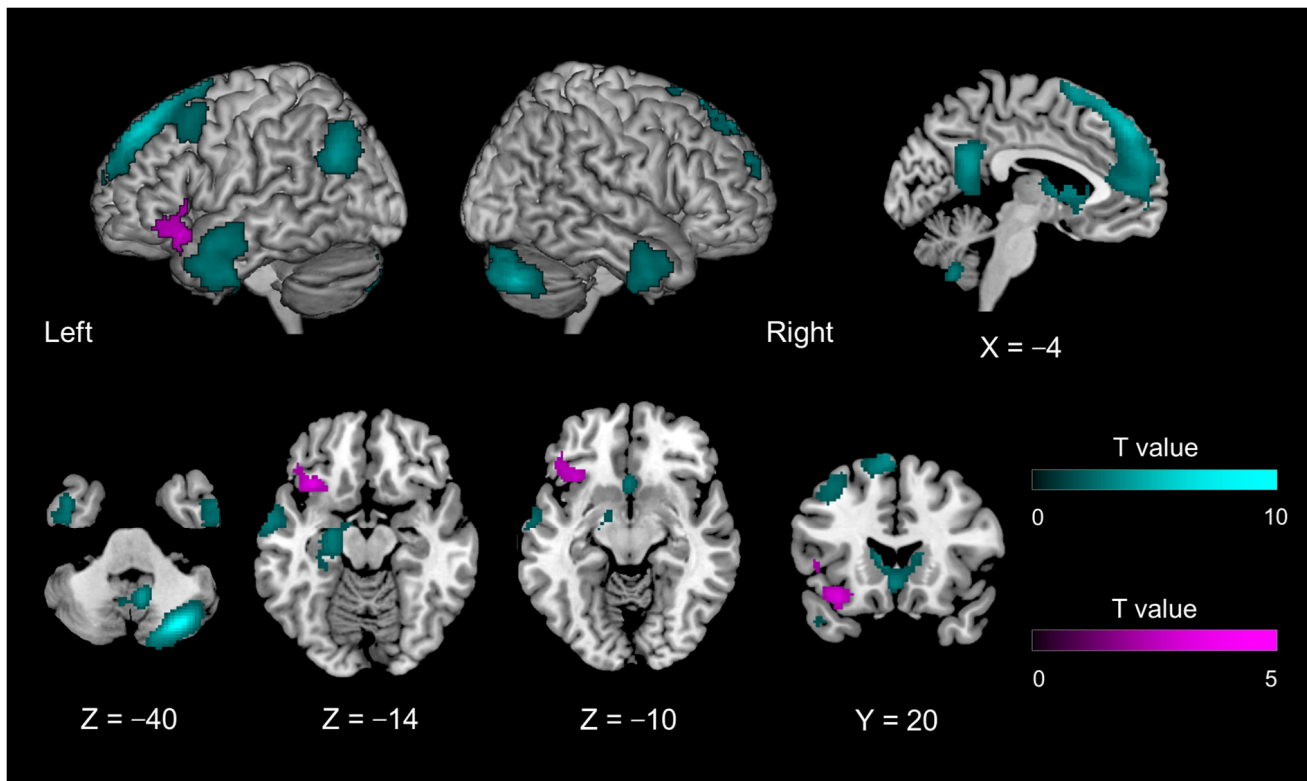 Left
Right
X = −4
T value
0 10
T value
0 5
Z = −40
Z = −14
Z = −10
Y = 20